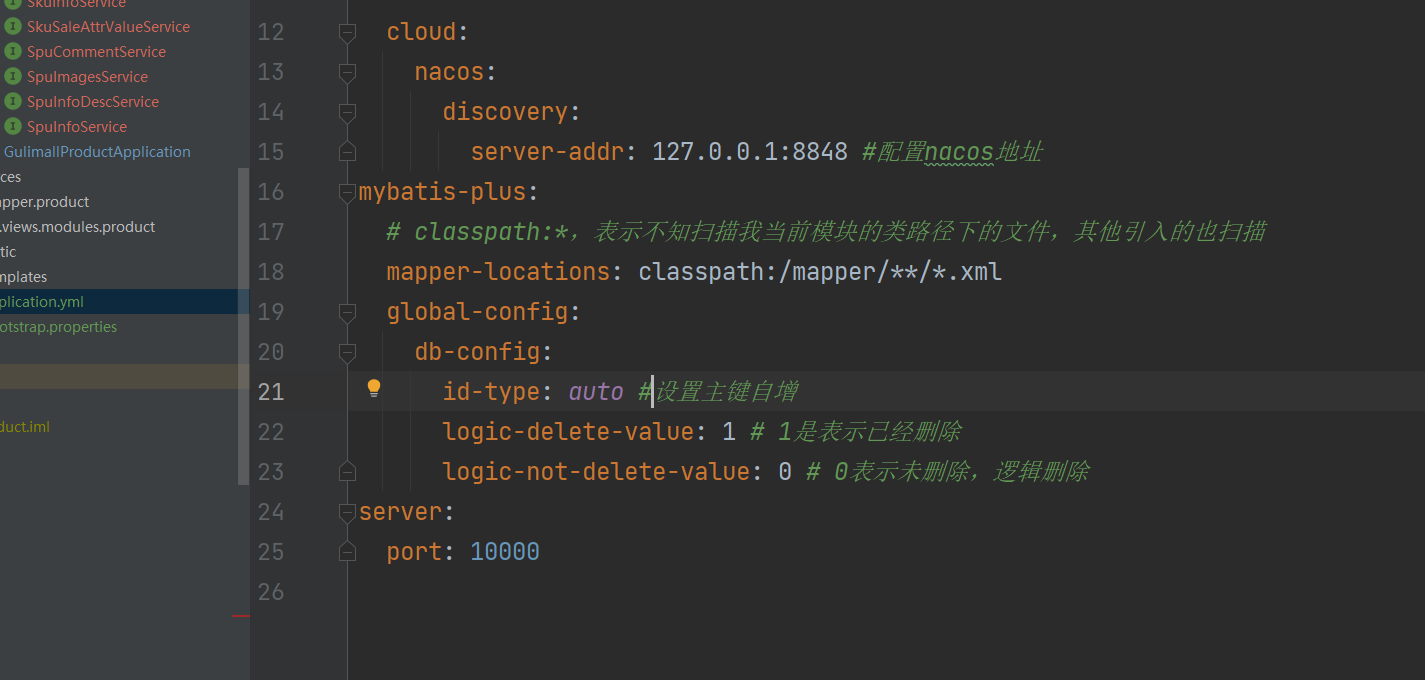 SkuInfoService
SkuSaleAttrValueService
SpuCommentService
SpuImagesService
SpuInfoDescService
SpuInfoService
GulimallProductApplication
ces
apper.product
.views.modules.product
tic
mplates
plication.yml
otstrap.properties
duct.iml
12 cloud:
13 nacos:
14 discovery:
15 server-addr: 127.0.0.1:8848 #配置nacos地址
16 mybatis-plus:
17 # classpath:*，表示不知扫描我当前模块的类路径下的文件，其他引入的也扫描
18 mapper-locations: classpath:/mapper/**/*.xml
19 global-config:
20 db-config:
21 id-type: auto #设置主键自增
22 logic-delete-value: 1 # 1是表示已经删除
23 logic-not-delete-value: 0 # 0表示未删除，逻辑删除
24 server:
25 port: 10000
26